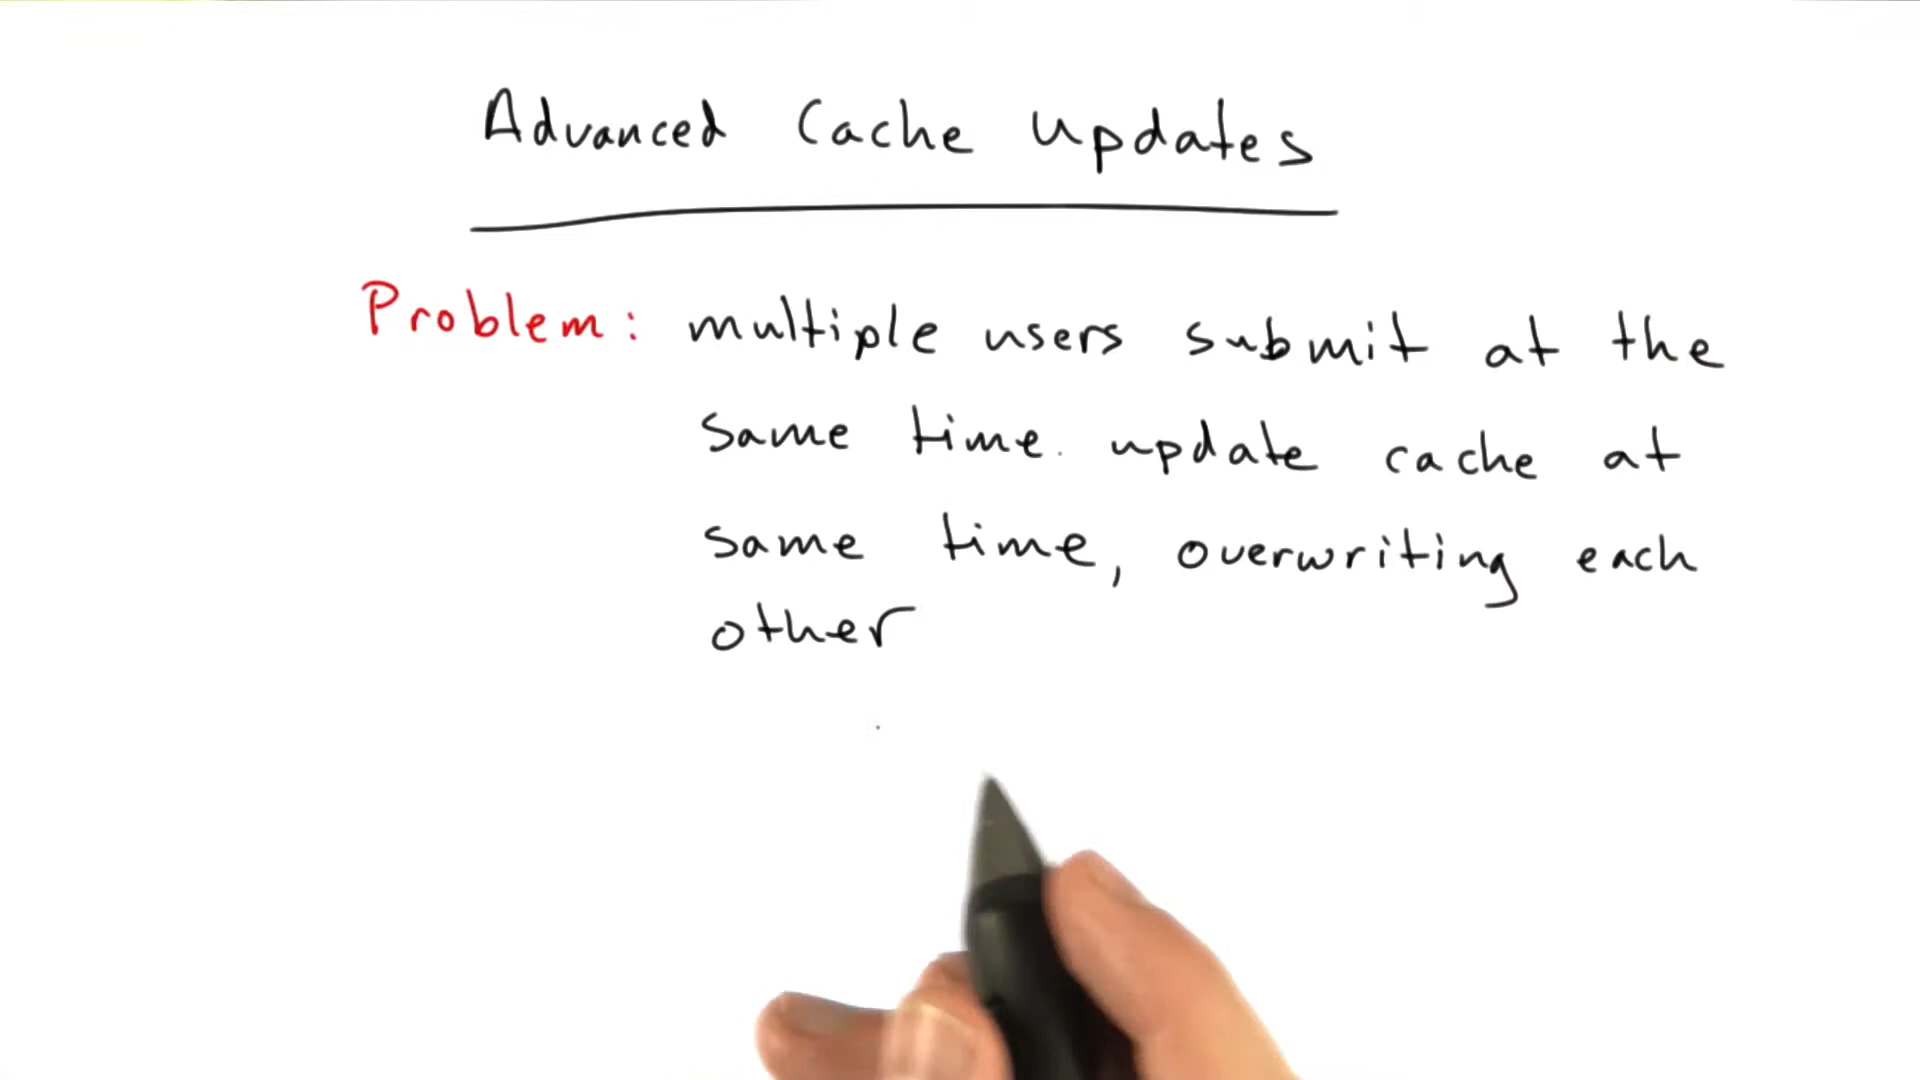 Advanced Cache Updates
Problem: multiple users submit at the
same time. update cache at
same time, overwriting each
other